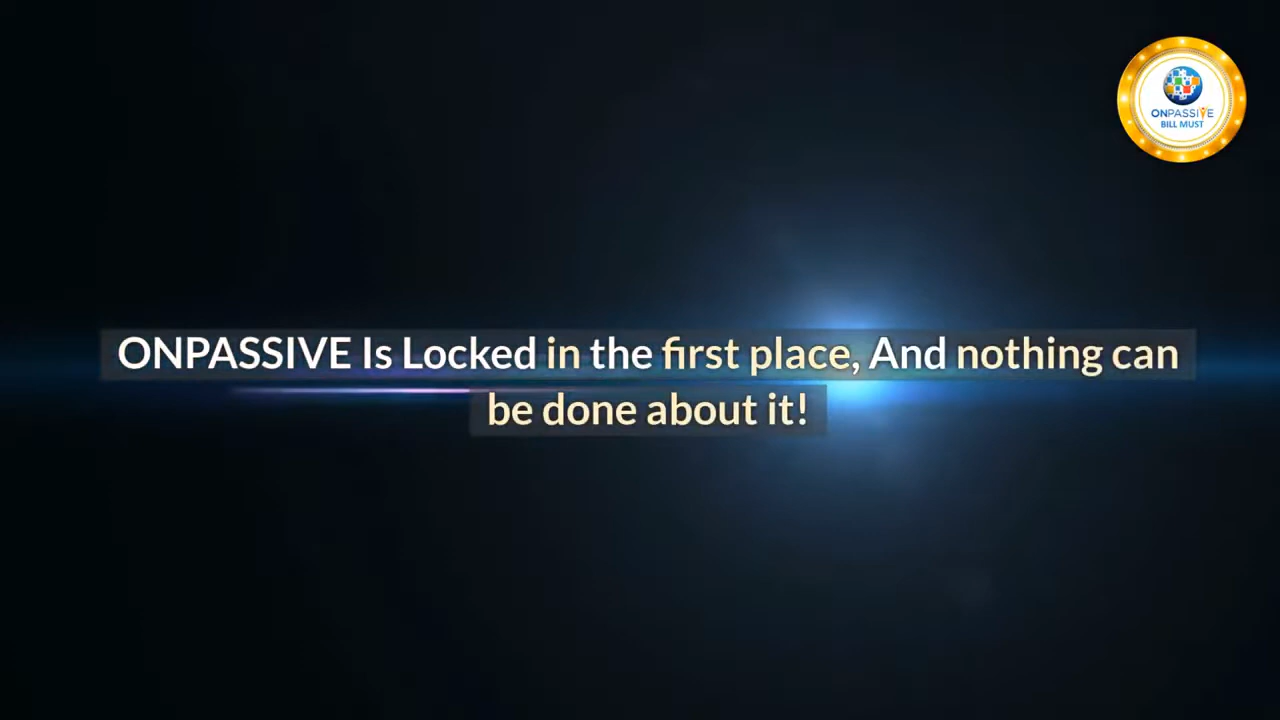 ONPASSIVE
BILL MUST
ONPASSIVE Is Locked in the first place, And nothing can
be done about it!